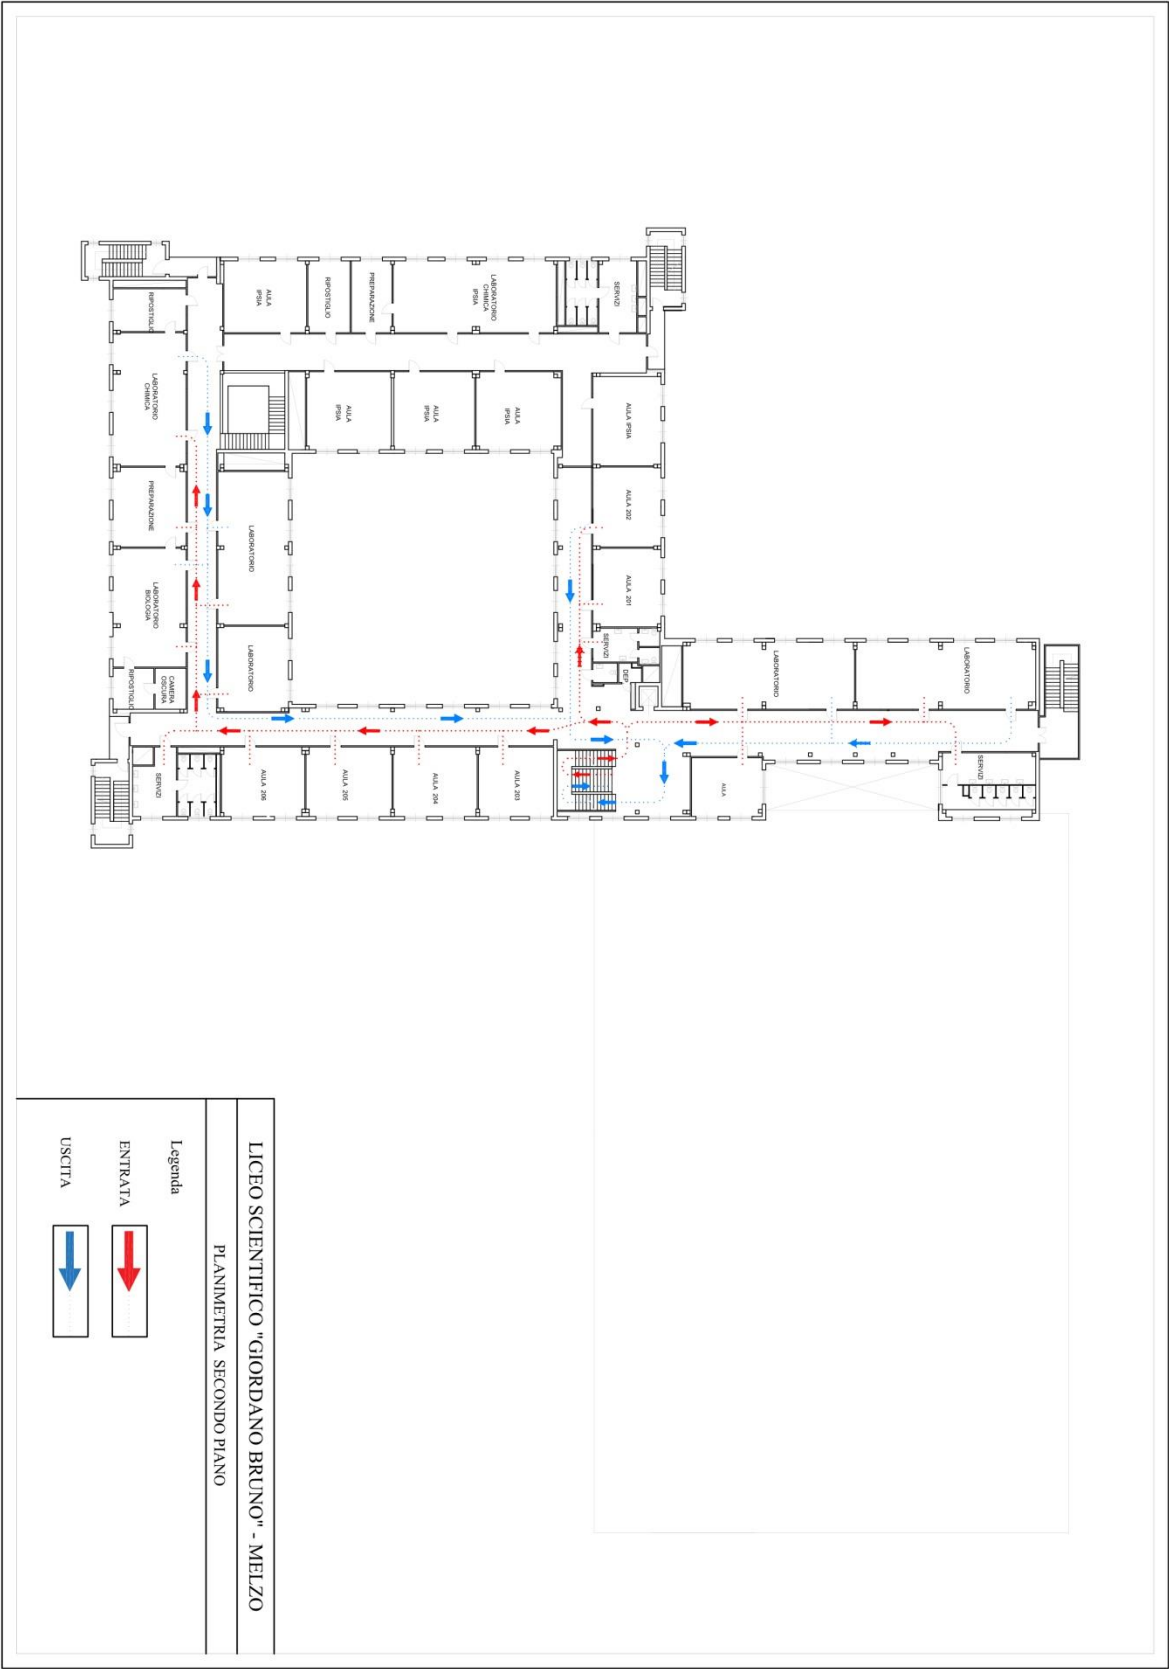 RIPOSTIGLIO
AULA
IPSIA
RIPOSTIGLIO
PREPARAZIONE
LABORATORIO
CHIMICA
IPSIA
SERVIZI
LABORATORIO
CHIMICA
AULA
IPSIA
AULA
IPSIA
AULA
IPSIA
AULA IPSIA
PREPARAZIONE
LABORATORIO
AULA 202
LABORATORIO
BIOLOGIA
AULA 201
LABORATORIO
SERVIZI
DEP
LABORATORIO
LABORATORIO
RIPOSTIGLIO
CAMERA
OSCURA
SERVIZI
AULA 206
AULA 205
AULA 204
AULA 203
AULA
SERVIZI
LICEO SCIENTIFICO "GIORDANO BRUNO" - MELZO
PLANIMETRIA SECONDO PIANO
Legenda
ENTRATA
USCITA